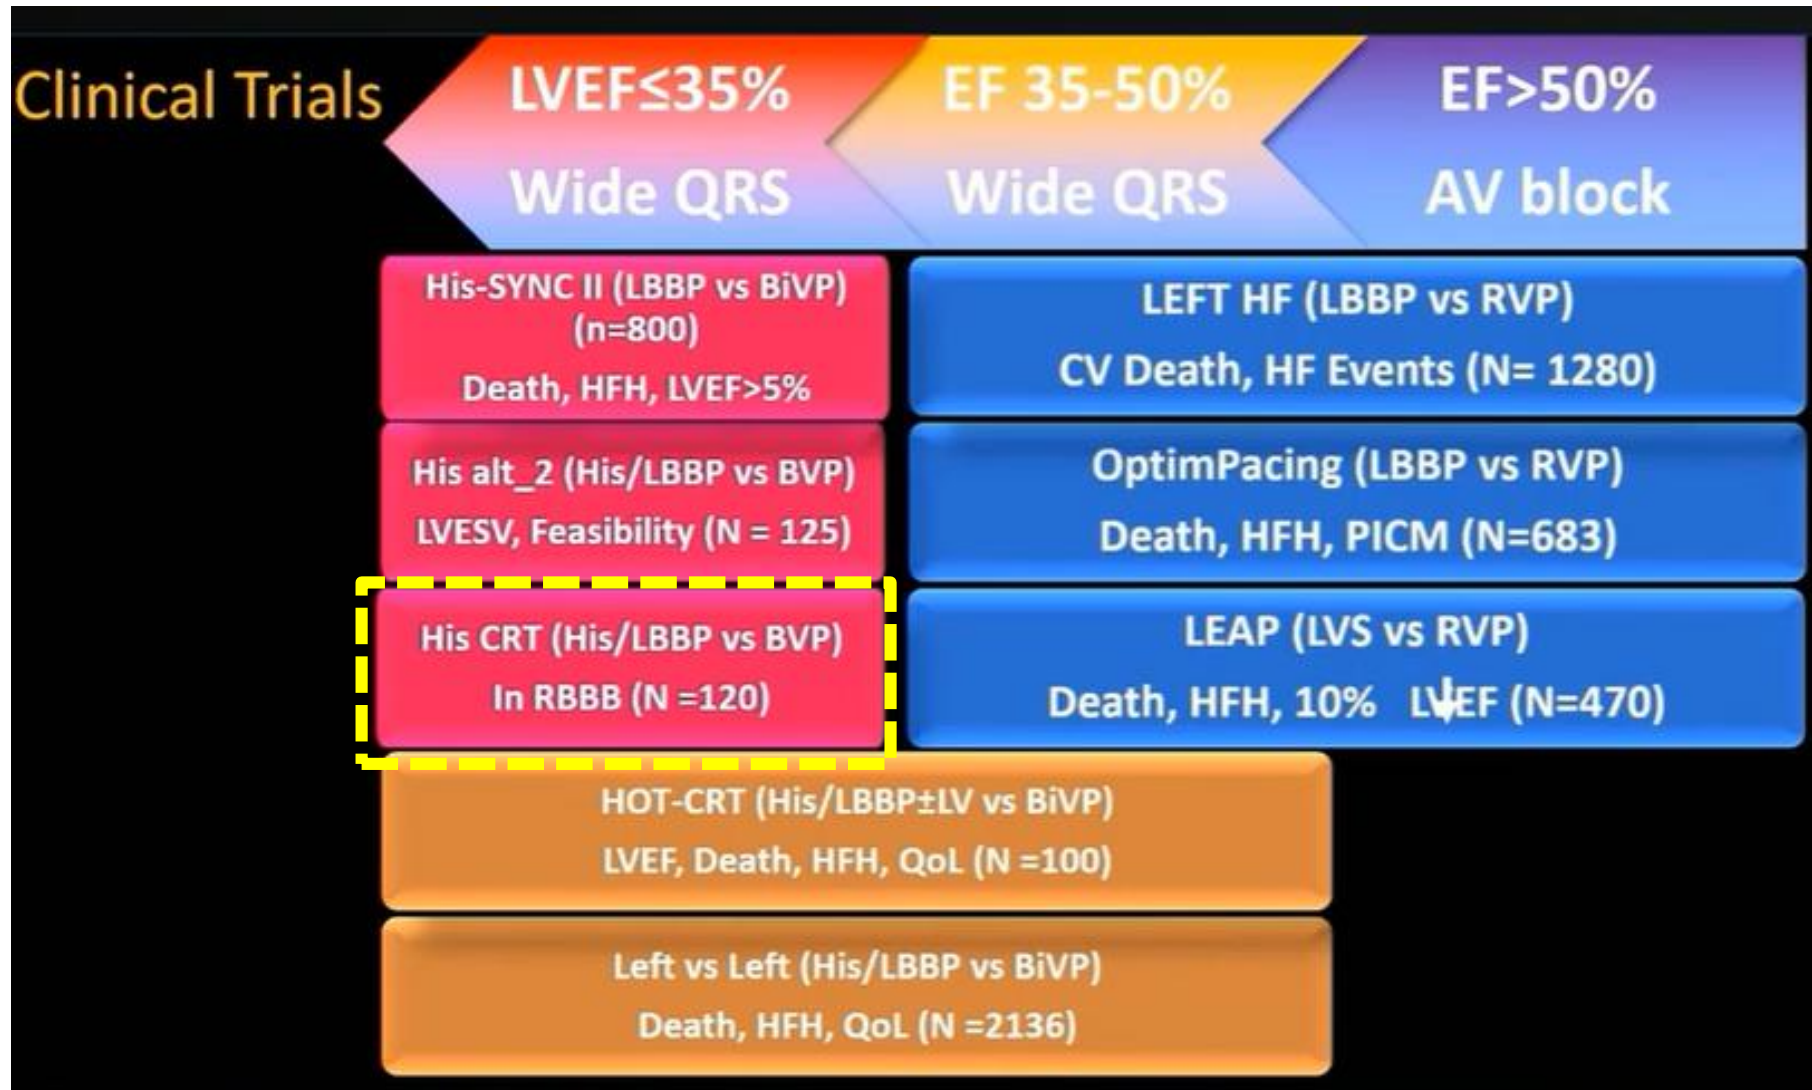 Clinical Trials
LVEF≤35%
Wide QRS
EF 35-50%
Wide QRS
EF>50%
AV block
His-SYNC II (LBBP vs BiVP)
(n=800)
Death, HFH, LVEF>5%
His alt_2 (His/LBBP vs BVP)
LVESV, Feasibility (N = 125)
His CRT (His/LBBP vs BVP)
In RBBB (N =120)
LEFT HF (LBBP vs RVP)
CV Death, HF Events (N= 1280)
OptimPacing (LBBP vs RVP)
Death, HFH, PICM (N=683)
LEAP (LVS vs RVP)
Death, HFH, 10% ↓ LVEF (N=470)
HOT-CRT (His/LBBP±LV vs BiVP)
LVEF, Death, HFH, QoL (N =100)
Left vs Left (His/LBBP vs BiVP)
Death, HFH, QoL (N =2136)